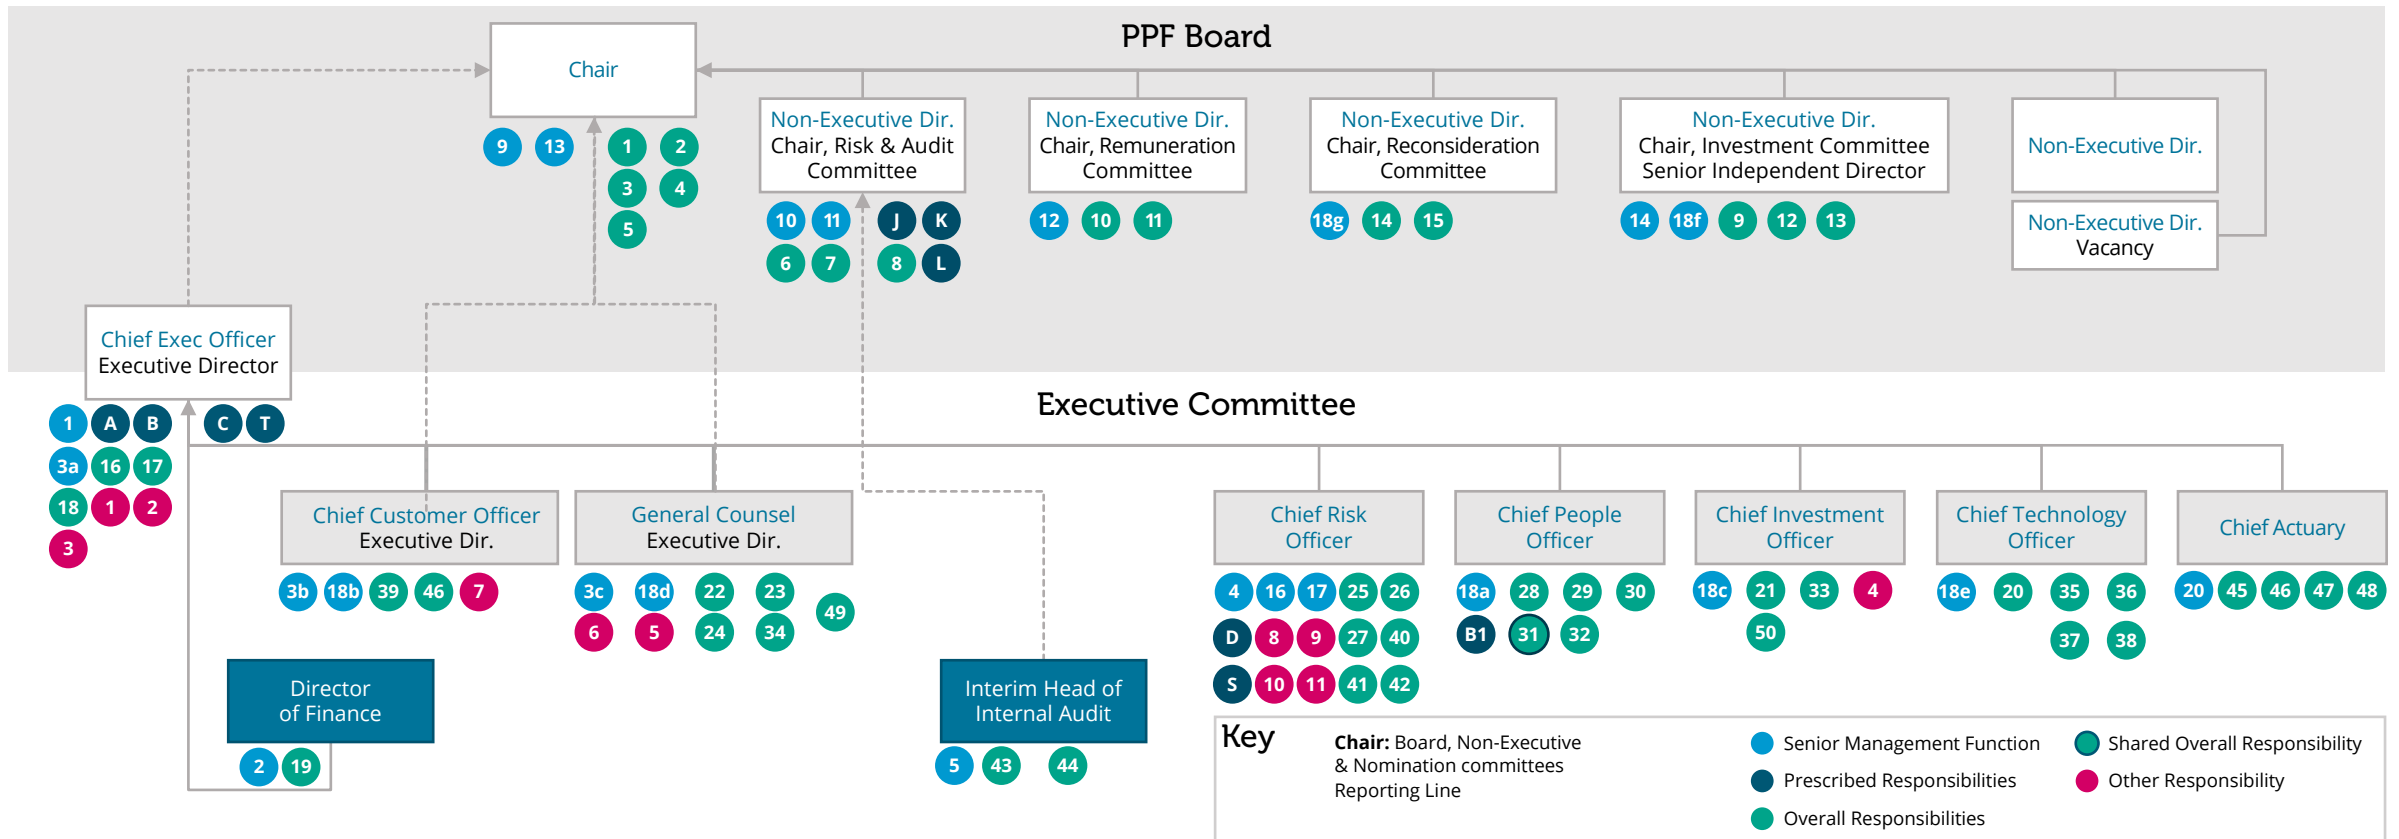 PPF Board
Chair
9 13 1 2
3 4
5
Non-Executive Dir.
Chair, Risk & Audit
Committee
10 11 J K
6 7 8 L
Non-Executive Dir.
Chair, Remuneration
Committee
12 10 11
Non-Executive Dir.
Chair, Reconsideration
Committee
18g 14 15
Non-Executive Dir.
Chair, Investment Committee
Senior Independent Director
14 18f 9 12 13
Non-Executive Dir.
Non-Executive Dir.
Vacancy
Chief Exec Officer
Executive Director
1 A B C T
3a 16 17
18 1 2
3
Executive Committee
Chief Customer Officer
Executive Dir.
3b 18b 39 46 7
General Counsel
Executive Dir.
3c 18d 22 23
49
6 5 24 34
Chief Risk
Officer
4 16 17 25 26
D 8 9 27 40
S 10 11 41 42
Chief People
Officer
18a 28 29 30
B1 31 32
Chief Investment
Officer
18c 21 33 4
50
Chief Technology
Officer
18e 20 35 36
37 38
Chief Actuary
20 45 46 47 48
Director
of Finance
2 19
Interim Head of
Internal Audit
5 43 44
Key
Chair: Board, Non-Executive
& Nomination committees
Reporting Line
Senior Management Function
Prescribed Responsibilities
Overall Responsibilities
Shared Overall Responsibility
Other Responsibility